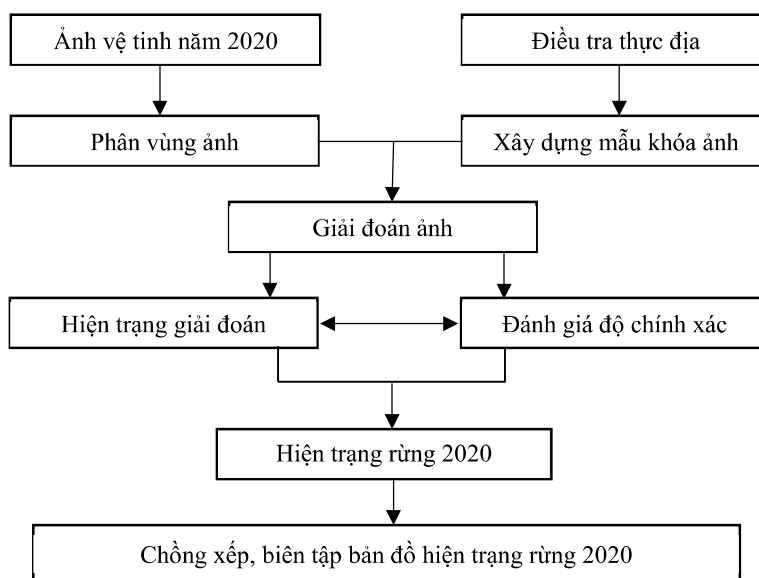 Ảnh vệ tinh năm 2020
Điều tra thực địa
Phân vùng ảnh
Xây dựng mẫu khóa ảnh
Giải đoán ảnh
Hiện trạng giải đoán
Đánh giá độ chính xác
Hiện trạng rừng 2020
Chồng xếp, biên tập bản đồ hiện trạng rừng 2020